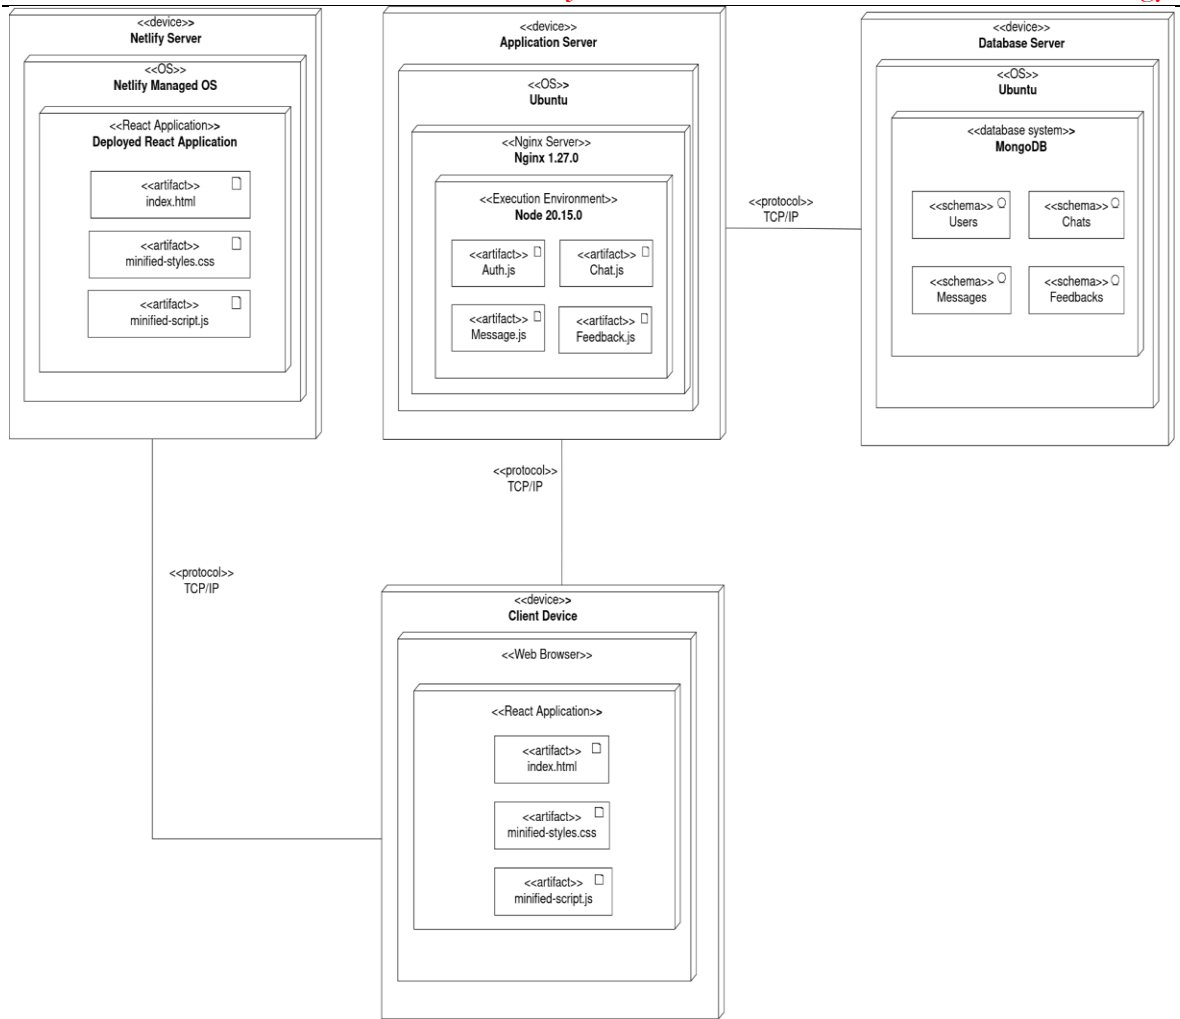 <<device>>
Netlify Server
<<OS>>
Netlify Managed OS
<<React Application>>
Deployed React Application
<<artifact>>
index.html
<<artifact>>
minified-styles.css
<<artifact>>
minified-script.js
<<device>>
Application Server
<<OS>>
Ubuntu
<<Nginx Server>>
Nginx 1.27.0
<<Execution Environment>>
Node 20.15.0
<<artifact>>
Auth.js
<<artifact>>
Chat.js
<<artifact>>
Message.js
<<artifact>>
Feedback.js
<<protocol>>
TCP/IP
<<device>>
Database Server
<<OS>>
Ubuntu
<<database system>>
MongoDB
<<schema>>
Users
<<schema>>
Chats
<<schema>>
Messages
<<schema>>
Feedbacks
<<protocol>>
TCP/IP
<<protocol>>
TCP/IP
<<device>>
Client Device
<<Web Browser>>
<<React Application>>
<<artifact>>
index.html
<<artifact>>
minified-styles.css
<<artifact>>
minified-script.js